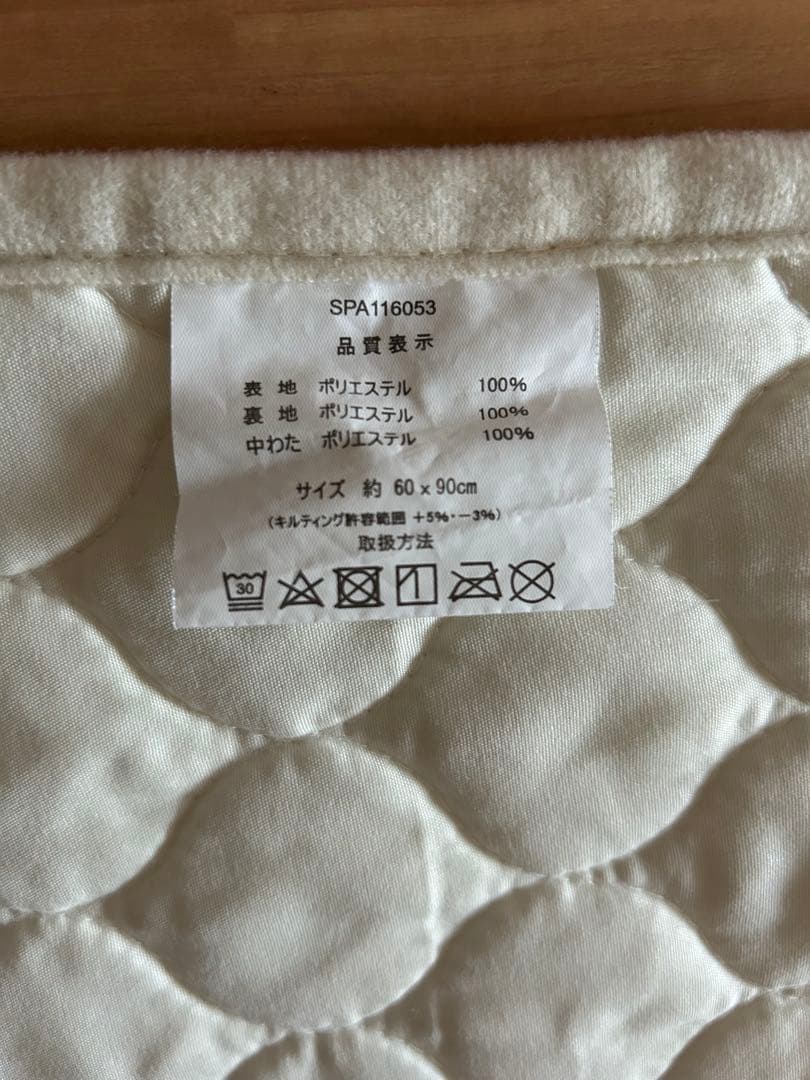 SPA116053
品質表示
表 地 ポリエステル 100%
裏 地 ポリエステル 100%
中わた ポリエステル 100%
サイズ 約 60 x 90cm
(キルティング許容範囲 +5%・-3%)
取扱方法
30